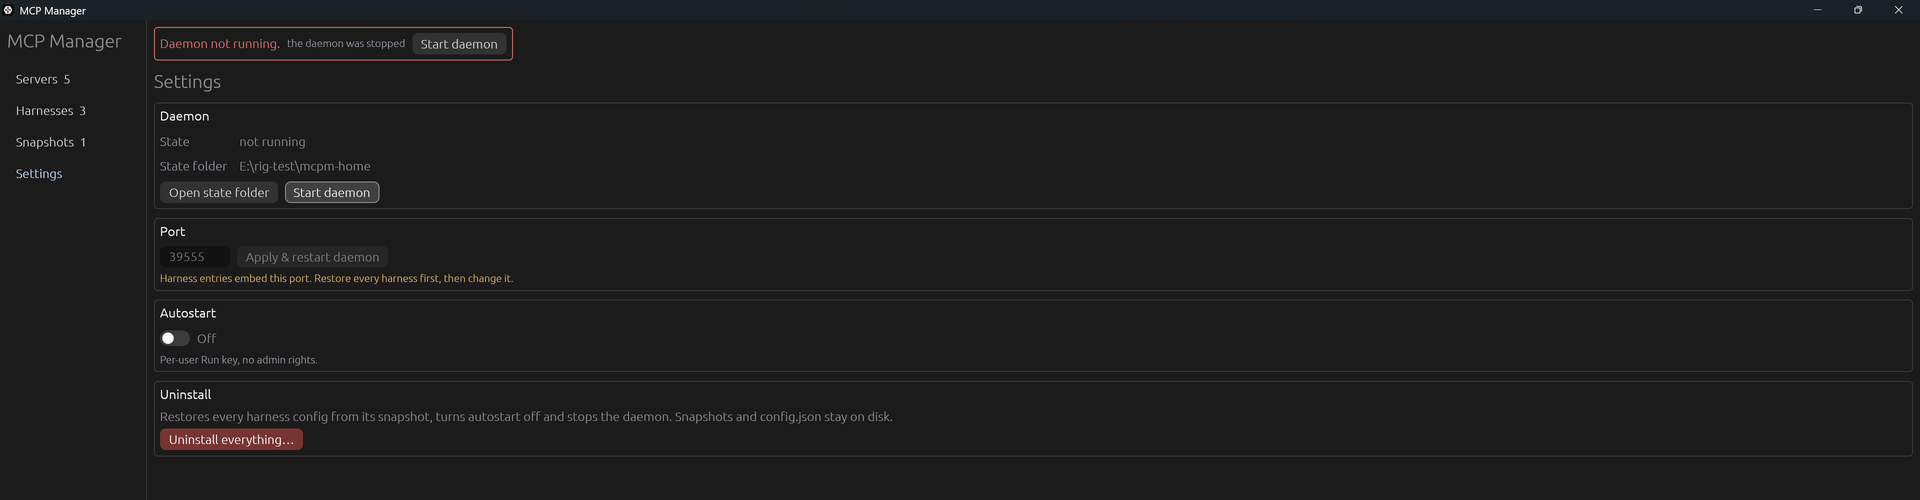 MCP Manager
MCP Manager
Servers 5
Harnesses 3
Snapshots 1
Settings
Daemon not running. the daemon was stopped Start daemon
Settings
Daemon
State not running
State folder E:\rig-test\mcpm-home
Open state folder Start daemon
Port
39555 Apply & restart daemon
Harness entries embed this port. Restore every harness first, then change it.
Autostart
Off
Per-user Run key, no admin rights.
Uninstall
Restores every harness config from its snapshot, turns autostart off and stops the daemon. Snapshots and config.json stay on disk.
Uninstall everything...